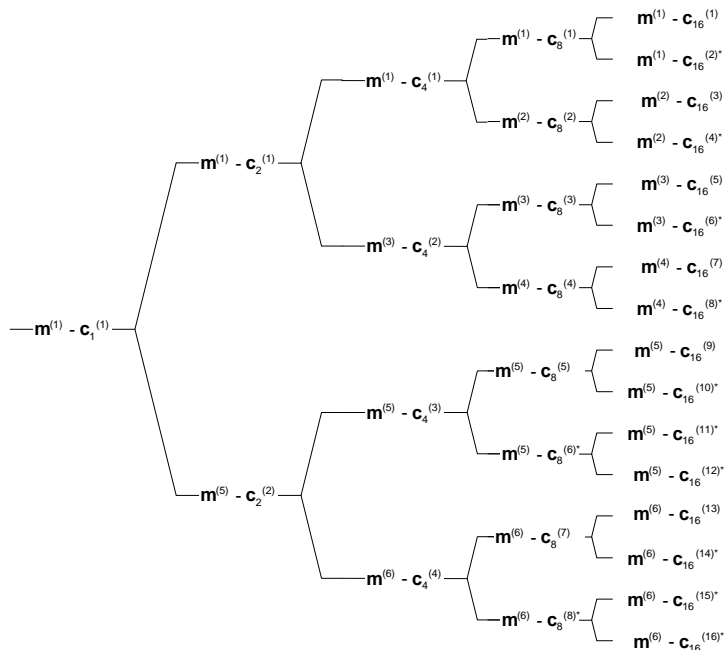 m(1) - c16(1)
m(1) - c8(1)
m(1) - c16(2)*
m(1) - c4(1)
m(2) - c16(3)
m(2) - c8(2)
m(2) - c16(4)*
m(1) - c2(1)
m(3) - c16(5)
m(3) - c8(3)
m(3) - c16(6)*
m(3) - c4(2)
m(4) - c16(7)
m(4) - c8(4)
m(4) - c16(8)*
m(1) - c1(1)
m(5) - c16(9)
m(5) - c8(5)
m(5) - c16(10)*
m(5) - c4(3)
m(5) - c16(11)*
m(5) - c8(6)*
m(5) - c16(12)*
m(5) - c2(2)
m(6) - c16(13)
m(6) - c8(7)
m(6) - c16(14)*
m(6) - c4(4)
m(6) - c16(15)*
m(6) - c8(8)*
m(6) - c16(16)*